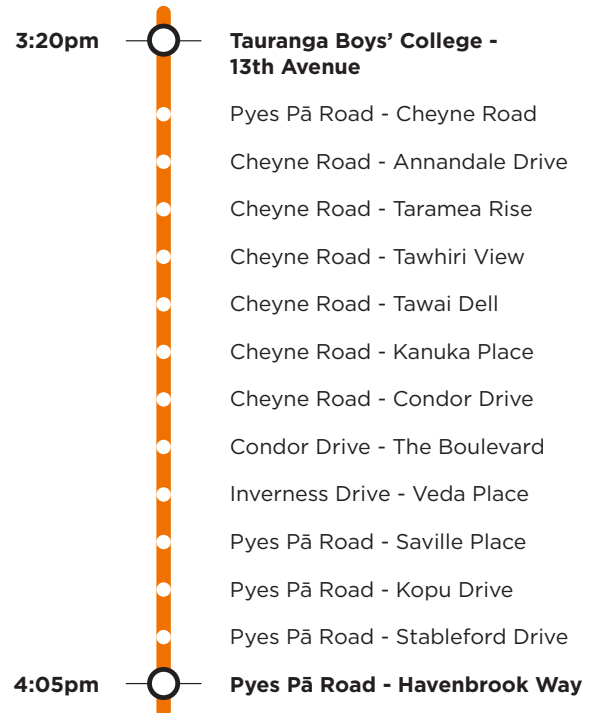 3:20pm Tauranga Boys’ College -
13th Avenue
Pyes Pā Road - Cheyne Road
Cheyne Road - Annandale Drive
Cheyne Road - Taramea Rise
Cheyne Road - Tawhiri View
Cheyne Road - Tawai Dell
Cheyne Road - Kanuka Place
Cheyne Road - Condor Drive
Condor Drive - The Boulevard
Inverness Drive - Veda Place
Pyes Pā Road - Saville Place
Pyes Pā Road - Kopu Drive
Pyes Pā Road - Stableford Drive
4:05pm Pyes Pā Road - Havenbrook Way